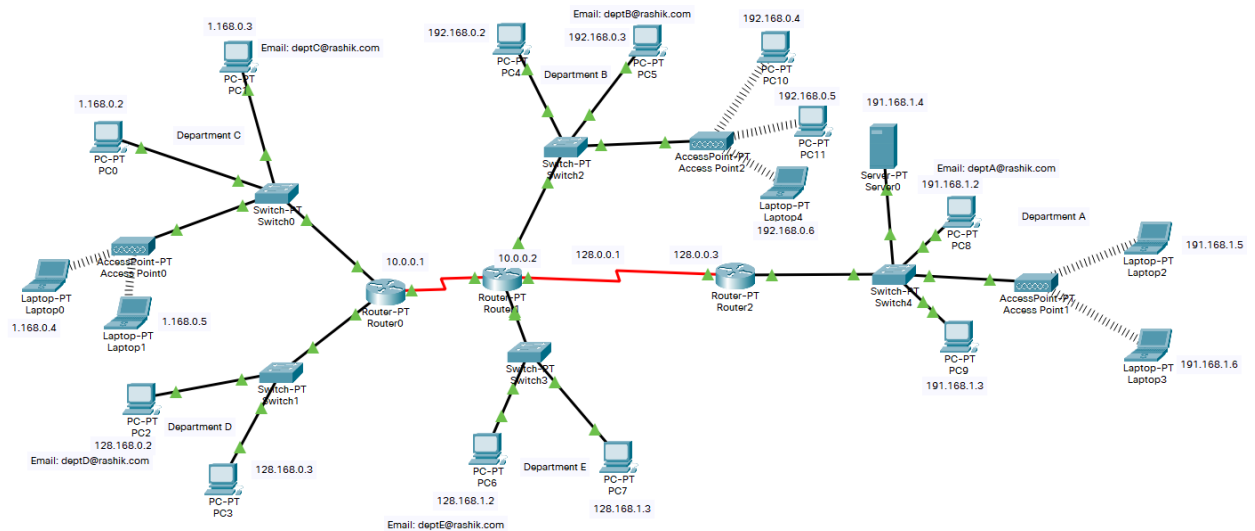 1.168.0.3
Email: deptC@rashik.com
PC-PT
PC1
1.168.0.2
Department C
PC-PT
PC0
Switch-PT
Switch0
AccessPoint-PT
Access Point0
Laptop-PT
Laptop0
1.168.0.4
1.168.0.5
Laptop-PT
Laptop1
10.0.0.1
Router-PT
Router0
Switch-PT
Switch1
PC-PT
PC2
Department D
128.168.0.2
Email: deptD@rashik.com
128.168.0.3
PC-PT
PC3
Email: deptB@rashik.com
192.168.0.2
192.168.0.3
PC-PT
PC4
PC-PT
PC5
Department B
192.168.0.4
PC-PT
PC10
192.168.0.5
PC-PT
PC11
Switch-PT
Switch2
AccessPoint-PT
Access Point2
Laptop-PT
Laptop4
192.168.0.6
10.0.0.2
128.0.0.1
128.0.0.3
Router-PT
Router1
Router-PT
Router2
Switch-PT
Switch3
PC-PT
PC6
Department E
PC-PT
PC7
128.168.1.2
128.168.1.3
Email: deptE@rashik.com
191.168.1.4
Server-PT
Server0
Email: deptA@rashik.com
191.168.1.2
PC-PT
PC8
Department A
Laptop-PT
Laptop2
191.168.1.5
Switch-PT
Switch4
AccessPoint-PT
Access Point1
PC-PT
PC9
191.168.1.3
Laptop-PT
Laptop3
191.168.1.6